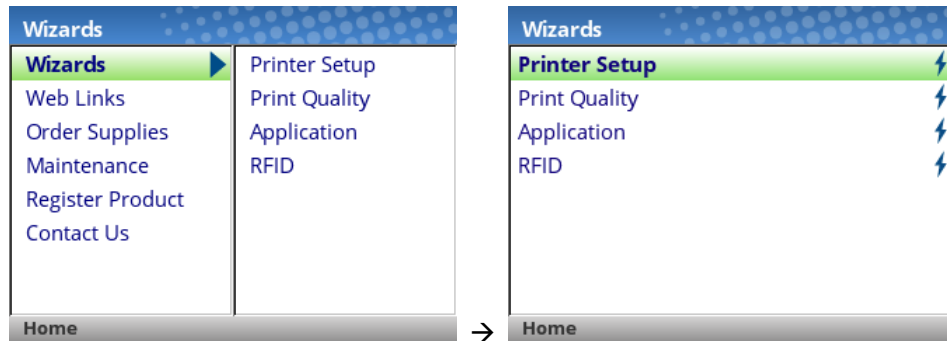 Wizards
Wizards
Web Links
Order Supplies
Maintenance
Register Product
Contact Us
Printer Setup
Print Quality
Application
RFID
Home
→
Wizards
Printer Setup
Print Quality
Application
RFID
Home